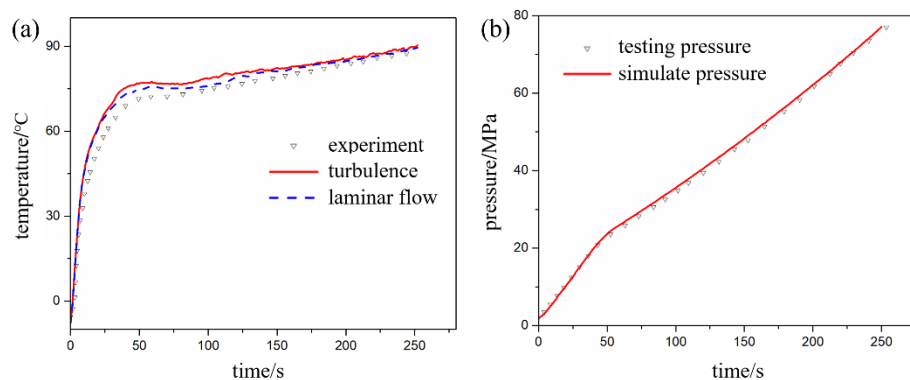 (a)
90
60
30
0
temperature/°C
experiment
turbulence
laminar flow
0 50 100 150 200 250
time/s
(b)
80
60
40
20
0
pressure/MPa
testing pressure
simulate pressure
0 50 100 150 200 250
time/s